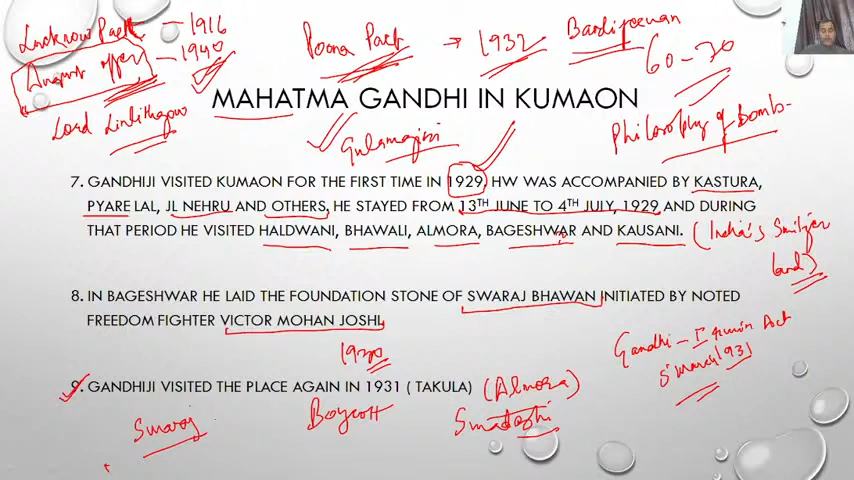 Lucknow Pact - 1916
August offer - 1940
Lord Linlithgow
Poona Pact → 1932
60-70
MAHATMA GANDHI IN KUMAON
Philosophy of Bomb-
7. GANDHIJI VISITED KUMAON FOR THE FIRST TIME IN 1929, HW WAS ACCOMPANIED BY KASTURA,
PYARE LAL, JL NEHRU AND OTHERS. HE STAYED FROM 13TH JUNE TO 4TH JULY, 1929 AND DURING
THAT PERIOD HE VISITED HALDWANI, BHAWALI, ALMORA, BAGESHWAR AND KAUSANI.
(India's Switzer
land)
8. IN BAGESHWAR HE LAID THE FOUNDATION STONE OF SWARAJ BHAWAN INITIATED BY NOTED
FREEDOM FIGHTER VICTOR MOHAN JOSHI.
Gandhi - Irwin Pact
5 March 1931
9. GANDHIJI VISITED THE PLACE AGAIN IN 1931 ( TAKULA) (Almora)
Swaraj
Boycott